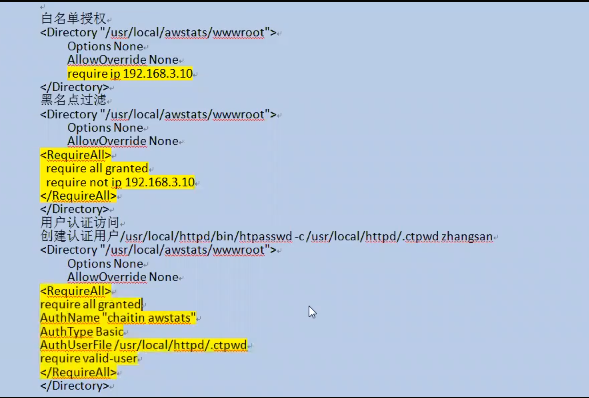 白名单授权
<Directory "/usr/local/awstats/wwwroot">
Options None
AllowOverride None
require ip 192.168.3.10
</Directory>
黑名点过滤
<Directory "/usr/local/awstats/wwwroot">
Options None
AllowOverride None
<RequireAll>
require all granted
require not ip 192.168.3.10
</RequireAll>
</Directory>
用户认证访问
创建认证用户/usr/local/httpd/bin/htpasswd -c /usr/local/httpd/.ctpwd zhangsan
<Directory "/usr/local/awstats/wwwroot">
Options None
AllowOverride None
<RequireAll>
require all granted
AuthName "chaitin awstats"
AuthType Basic
AuthUserFile /usr/local/httpd/.ctpwd
require valid-user
</RequireAll>
</Directory>